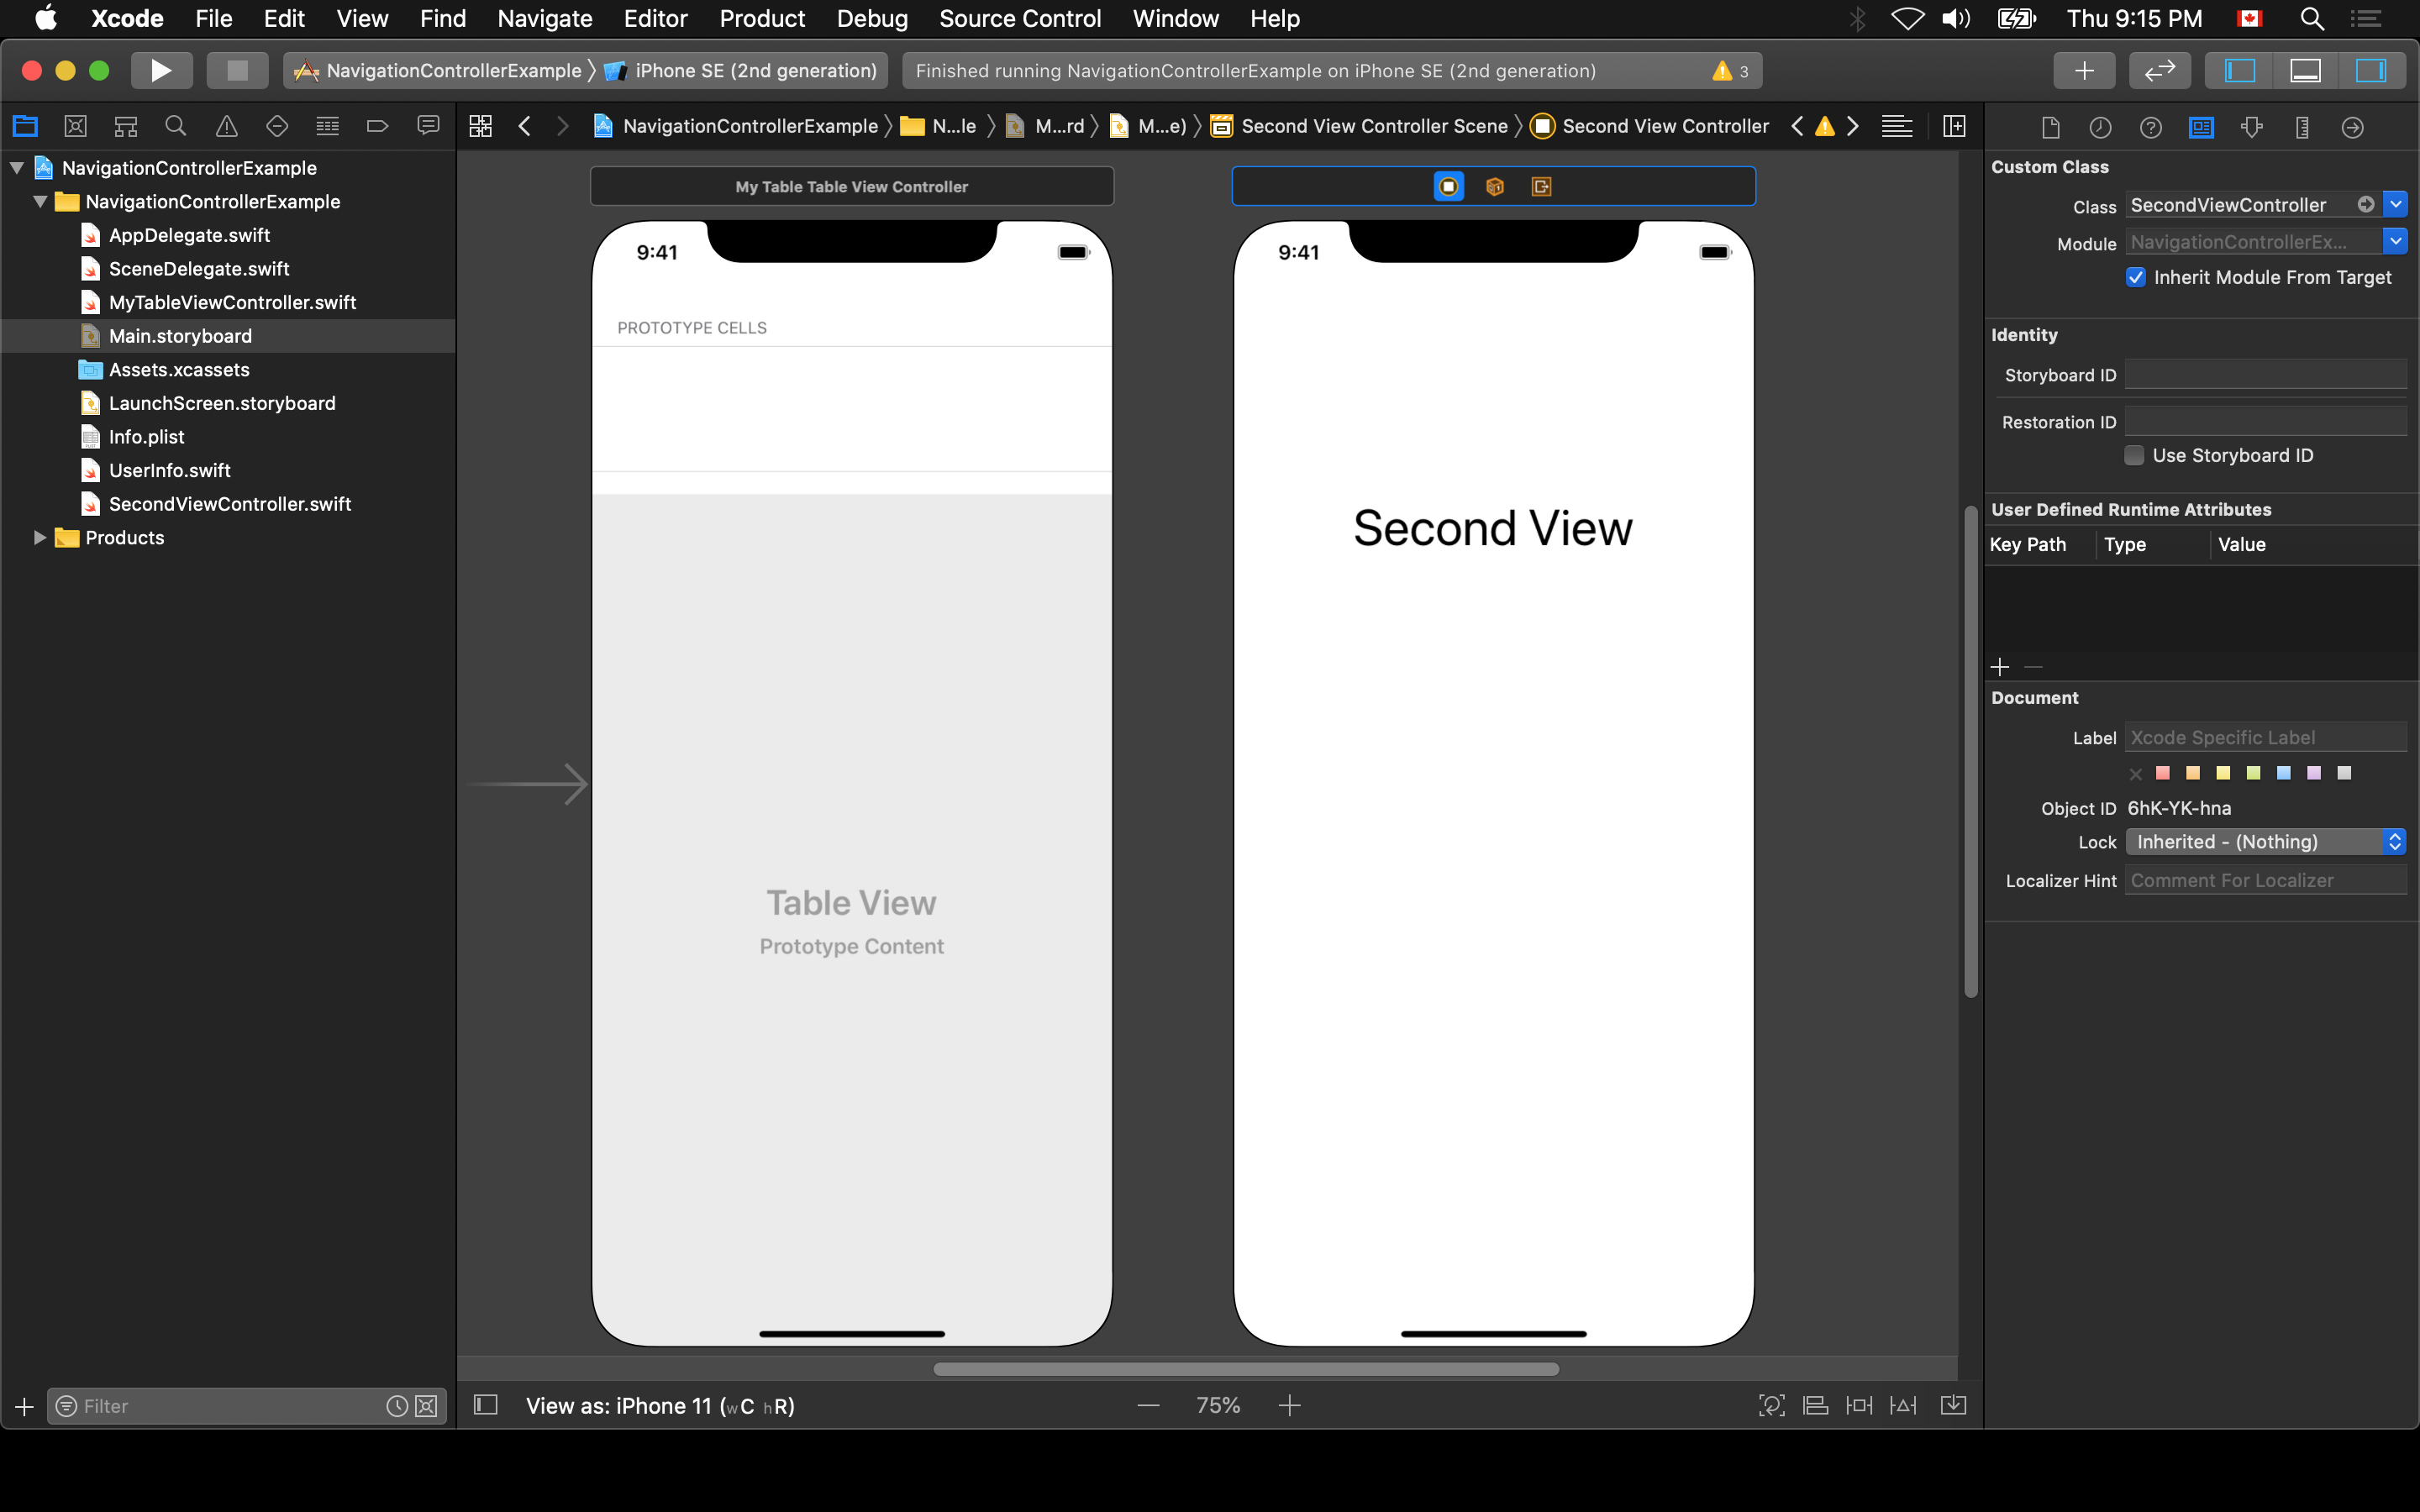 Xcode File Edit View Find Navigate Editor Product Debug Source Control Window Help Thu 9:15 PM
NavigationControllerExample iPhone SE (2nd generation) Finished running NavigationControllerExample on iPhone SE (2nd generation) 3
NavigationControllerExample N...le M...rd M...e) Second View Controller Scene Second View Controller
NavigationControllerExample
NavigationControllerExample
AppDelegate.swift
SceneDelegate.swift
MyTableViewController.swift
Main.storyboard
Assets.xcassets
LaunchScreen.storyboard
Info.plist
UserInfo.swift
SecondViewController.swift
Products
Filter
My Table Table View Controller
9:41
PROTOTYPE CELLS
Table View
Prototype Content
9:41
Second View
View as: iPhone 11 (wC hR)
75%
Custom Class
Class SecondViewController
Module NavigationControllerEx...
Inherit Module From Target
Identity
Storyboard ID
Restoration ID
Use Storyboard ID
User Defined Runtime Attributes
Key Path Type Value
Document
Label Xcode Specific Label
Object ID 6hK-YK-hna
Lock Inherited - (Nothing)
Localizer Hint Comment For Localizer